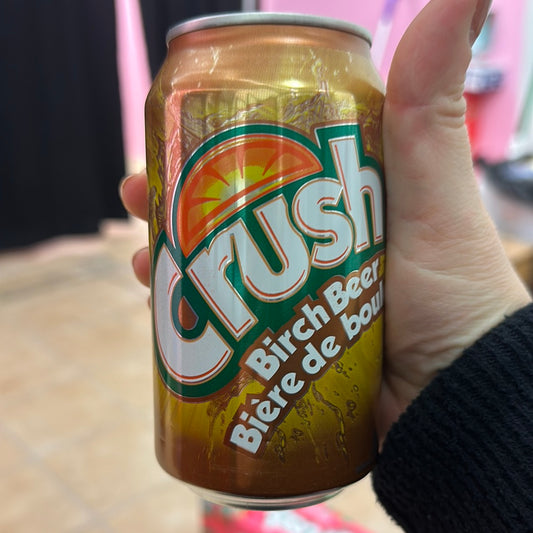 Crush
Birch Beer
Bière de boul